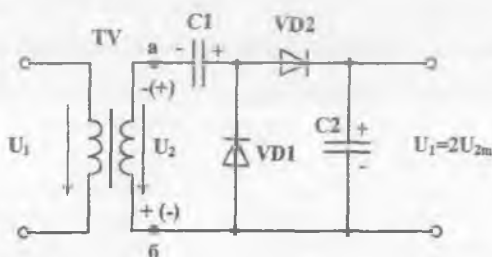 C1
VD2
TV
a
- +
-(+)
U₁
U₂
VD1
C2
+
-
U₁=2U₂ₘ
+ (-)
б